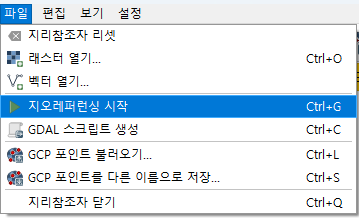 파일 편집 보기 설정
지리참조자 리셋
래스터 열기... Ctrl+O
벡터 열기...
지오레퍼런싱 시작 Ctrl+G
GDAL 스크립트 생성 Ctrl+C
GCP 포인트 불러오기... Ctrl+L
GCP 포인트를 다른 이름으로 저장... Ctrl+S
지리참조자 닫기 Ctrl+Q